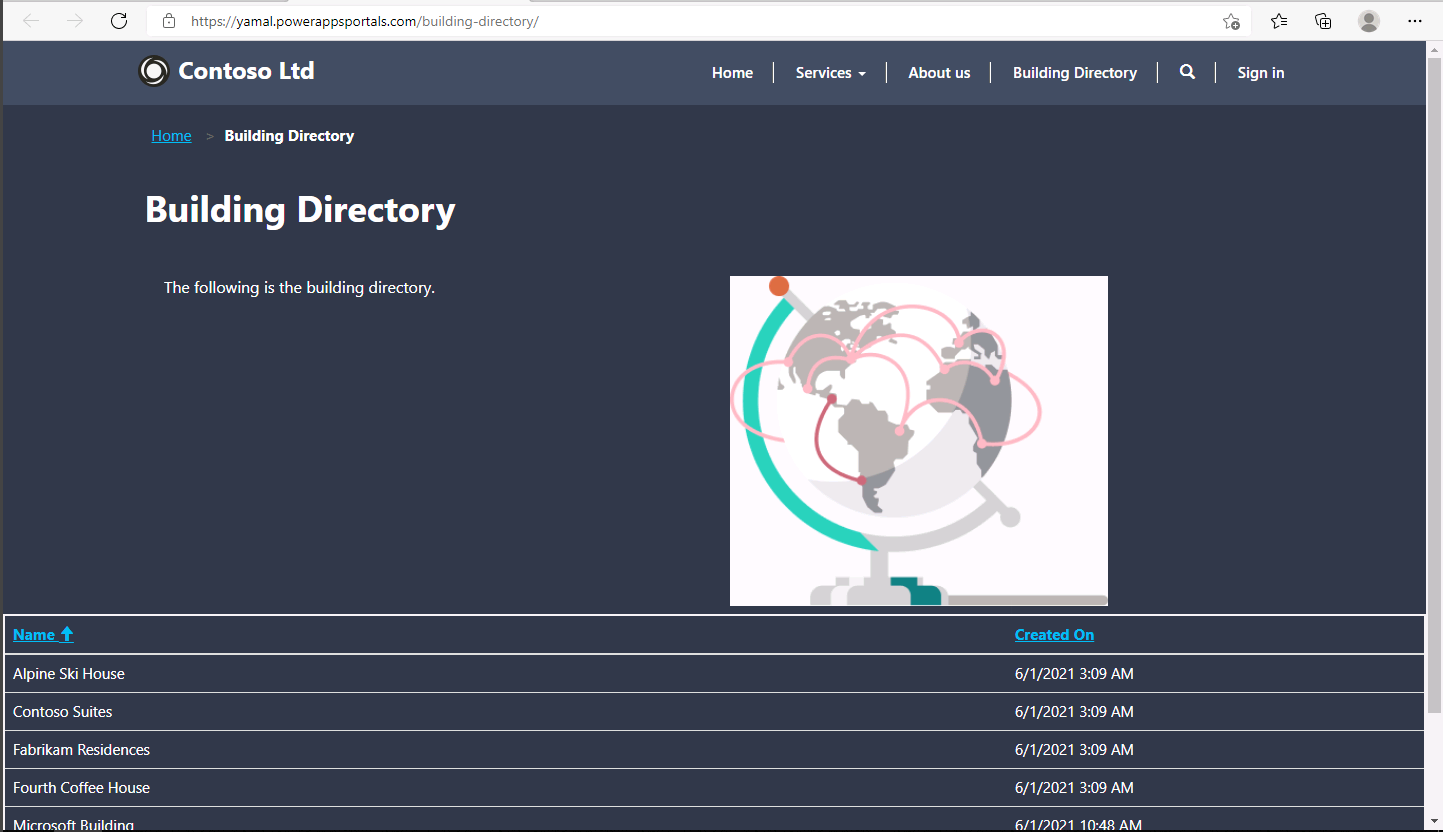 https://yamal.powerappsportals.com/building-directory/
Contoso Ltd
Home Services About us Building Directory Sign in
Home > Building Directory
Building Directory
The following is the building directory.
Name Created On
Alpine Ski House 6/1/2021 3:09 AM
Contoso Suites 6/1/2021 3:09 AM
Fabrikam Residences 6/1/2021 3:09 AM
Fourth Coffee House 6/1/2021 3:09 AM
Microsoft Building 6/1/2021 10:48 AM